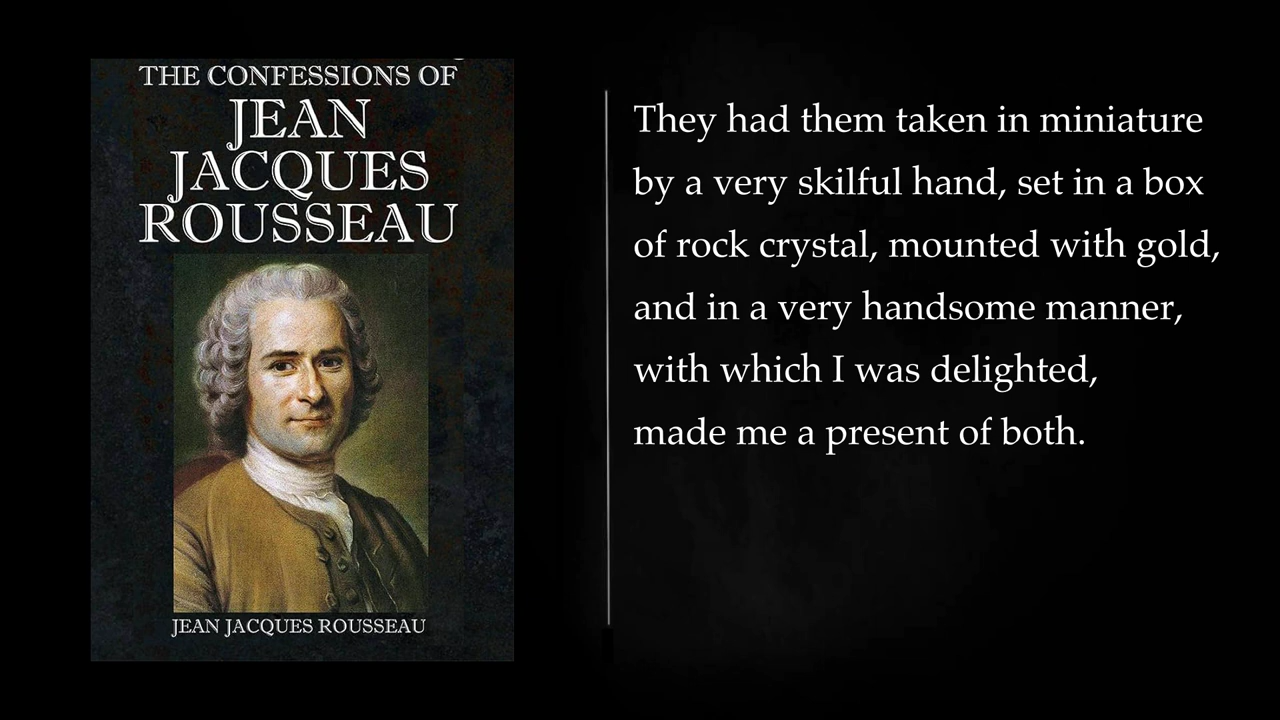 THE CONFESSIONS OF
JEAN
JACQUES
ROUSSEAU
JEAN JACQUES ROUSSEAU
They had them taken in miniature
by a very skilful hand, set in a box
of rock crystal, mounted with gold,
and in a very handsome manner,
with which I was delighted,
made me a present of both.